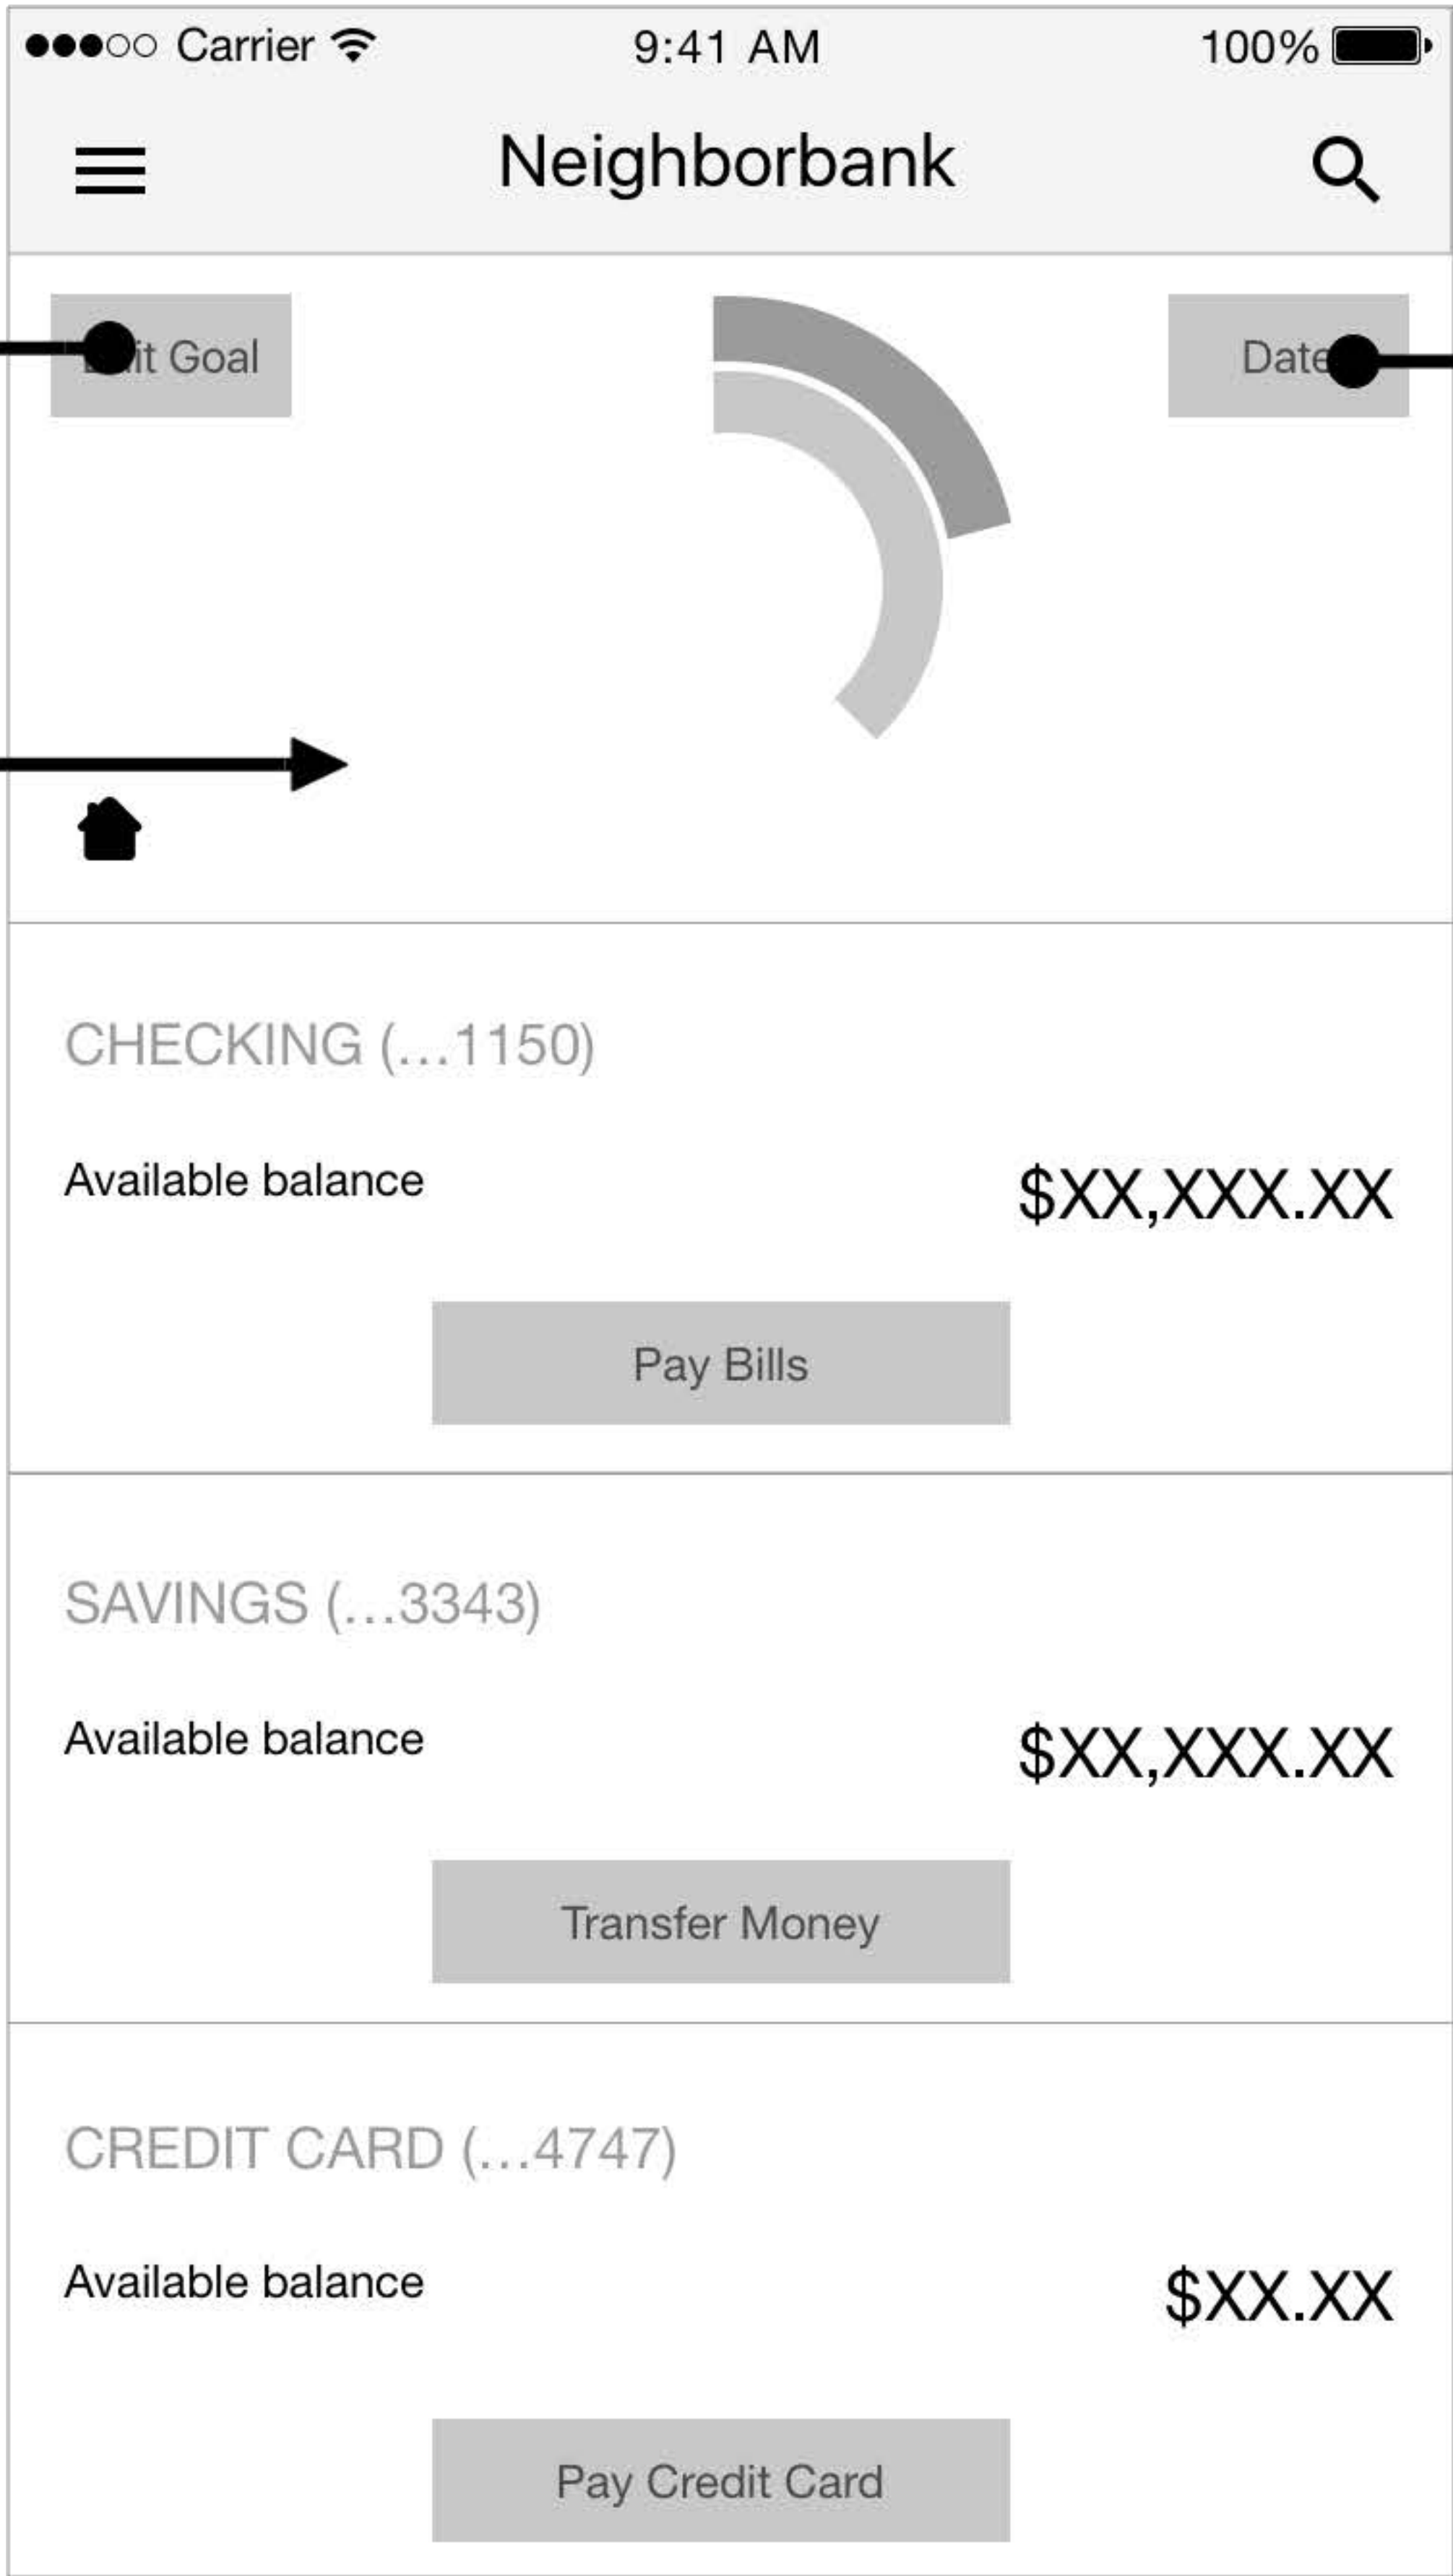 Carrier 9:41 AM 100%
Neighborbank
Goal Date
CHECKING (...1150)
Available balance $XX,XXX.XX
Pay Bills
SAVINGS (...3343)
Available balance $XX,XXX.XX
Transfer Money
CREDIT CARD (...4747)
Available balance $XX.XX
Pay Credit Card